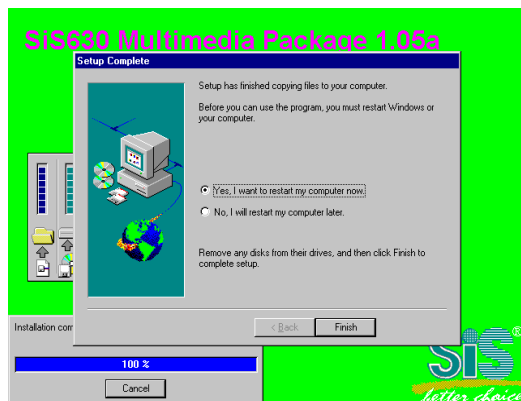 SiS630 Multimedia Package 1.05a
Setup Complete
Setup has finished copying files to your computer.
Before you can use the program, you must restart Windows or
your computer.
Yes, I want to restart my computer now.
No, I will restart my computer later.
Remove any disks from their drives, and then click Finish to
complete setup.
< Back
Finish
Installation com
100 %
Cancel
SiS®
better choice